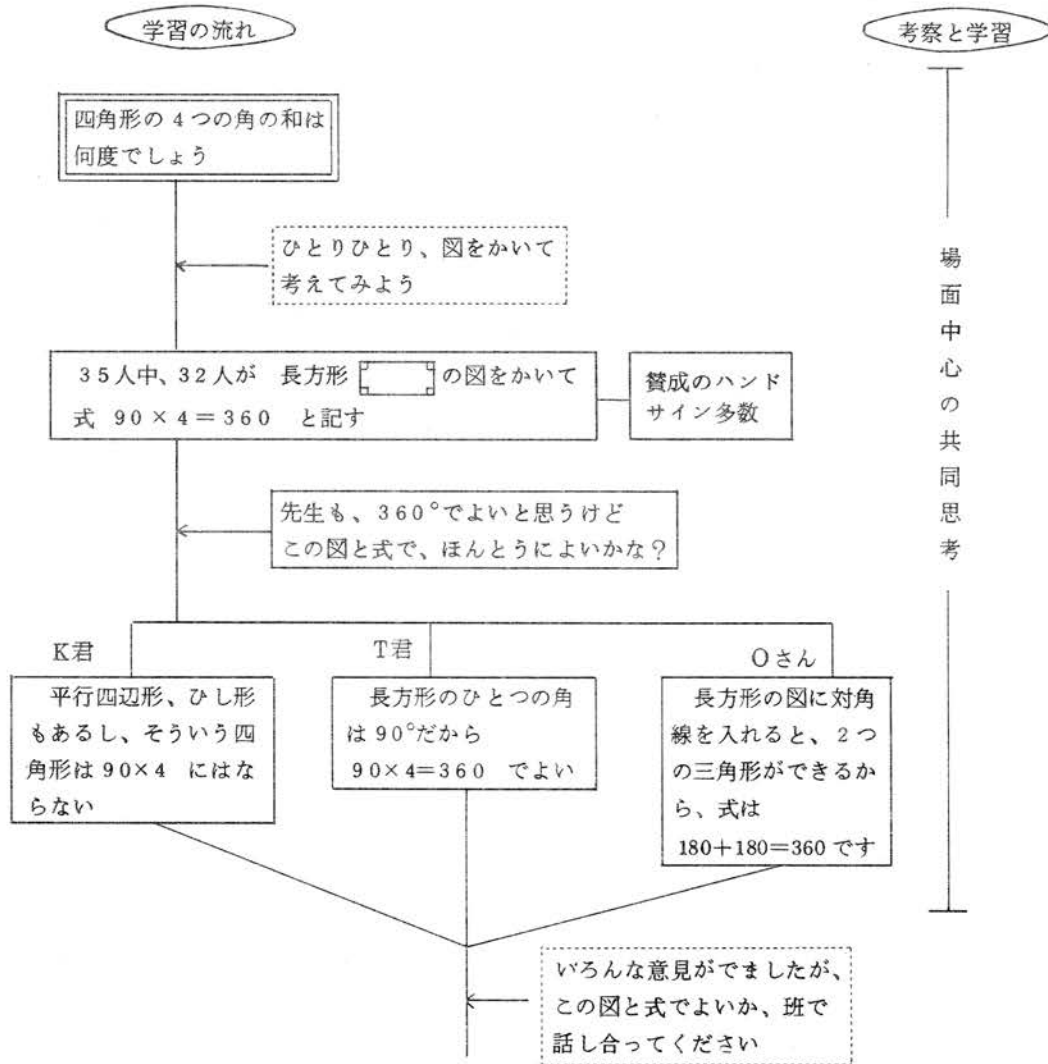 学習の流れ
考察と学習
四角形の4つの角の和は
何度でしょう
ひとりひとり、図をかいて
考えてみよう
35人中、32人が 長方形 の図をかいて
式 90×4=360 と記す
賛成のハンド
サイン多数
先生も、360°でよいと思うけど
この図と式で、ほんとうによいかな?
K君
平行四辺形、ひし形
もあるし、そういう四
角形は90×4 にはな
らない
T君
長方形のひとつの角
は90°だから
90×4=360 でよい
Oさん
長方形の図に対角
線を入れると、2つ
の三角形ができるか
ら、式は
180+180=360です
いろんな意見がでましたが、
この図と式でよいか、班で
話し合ってください
場面中心の共同思考